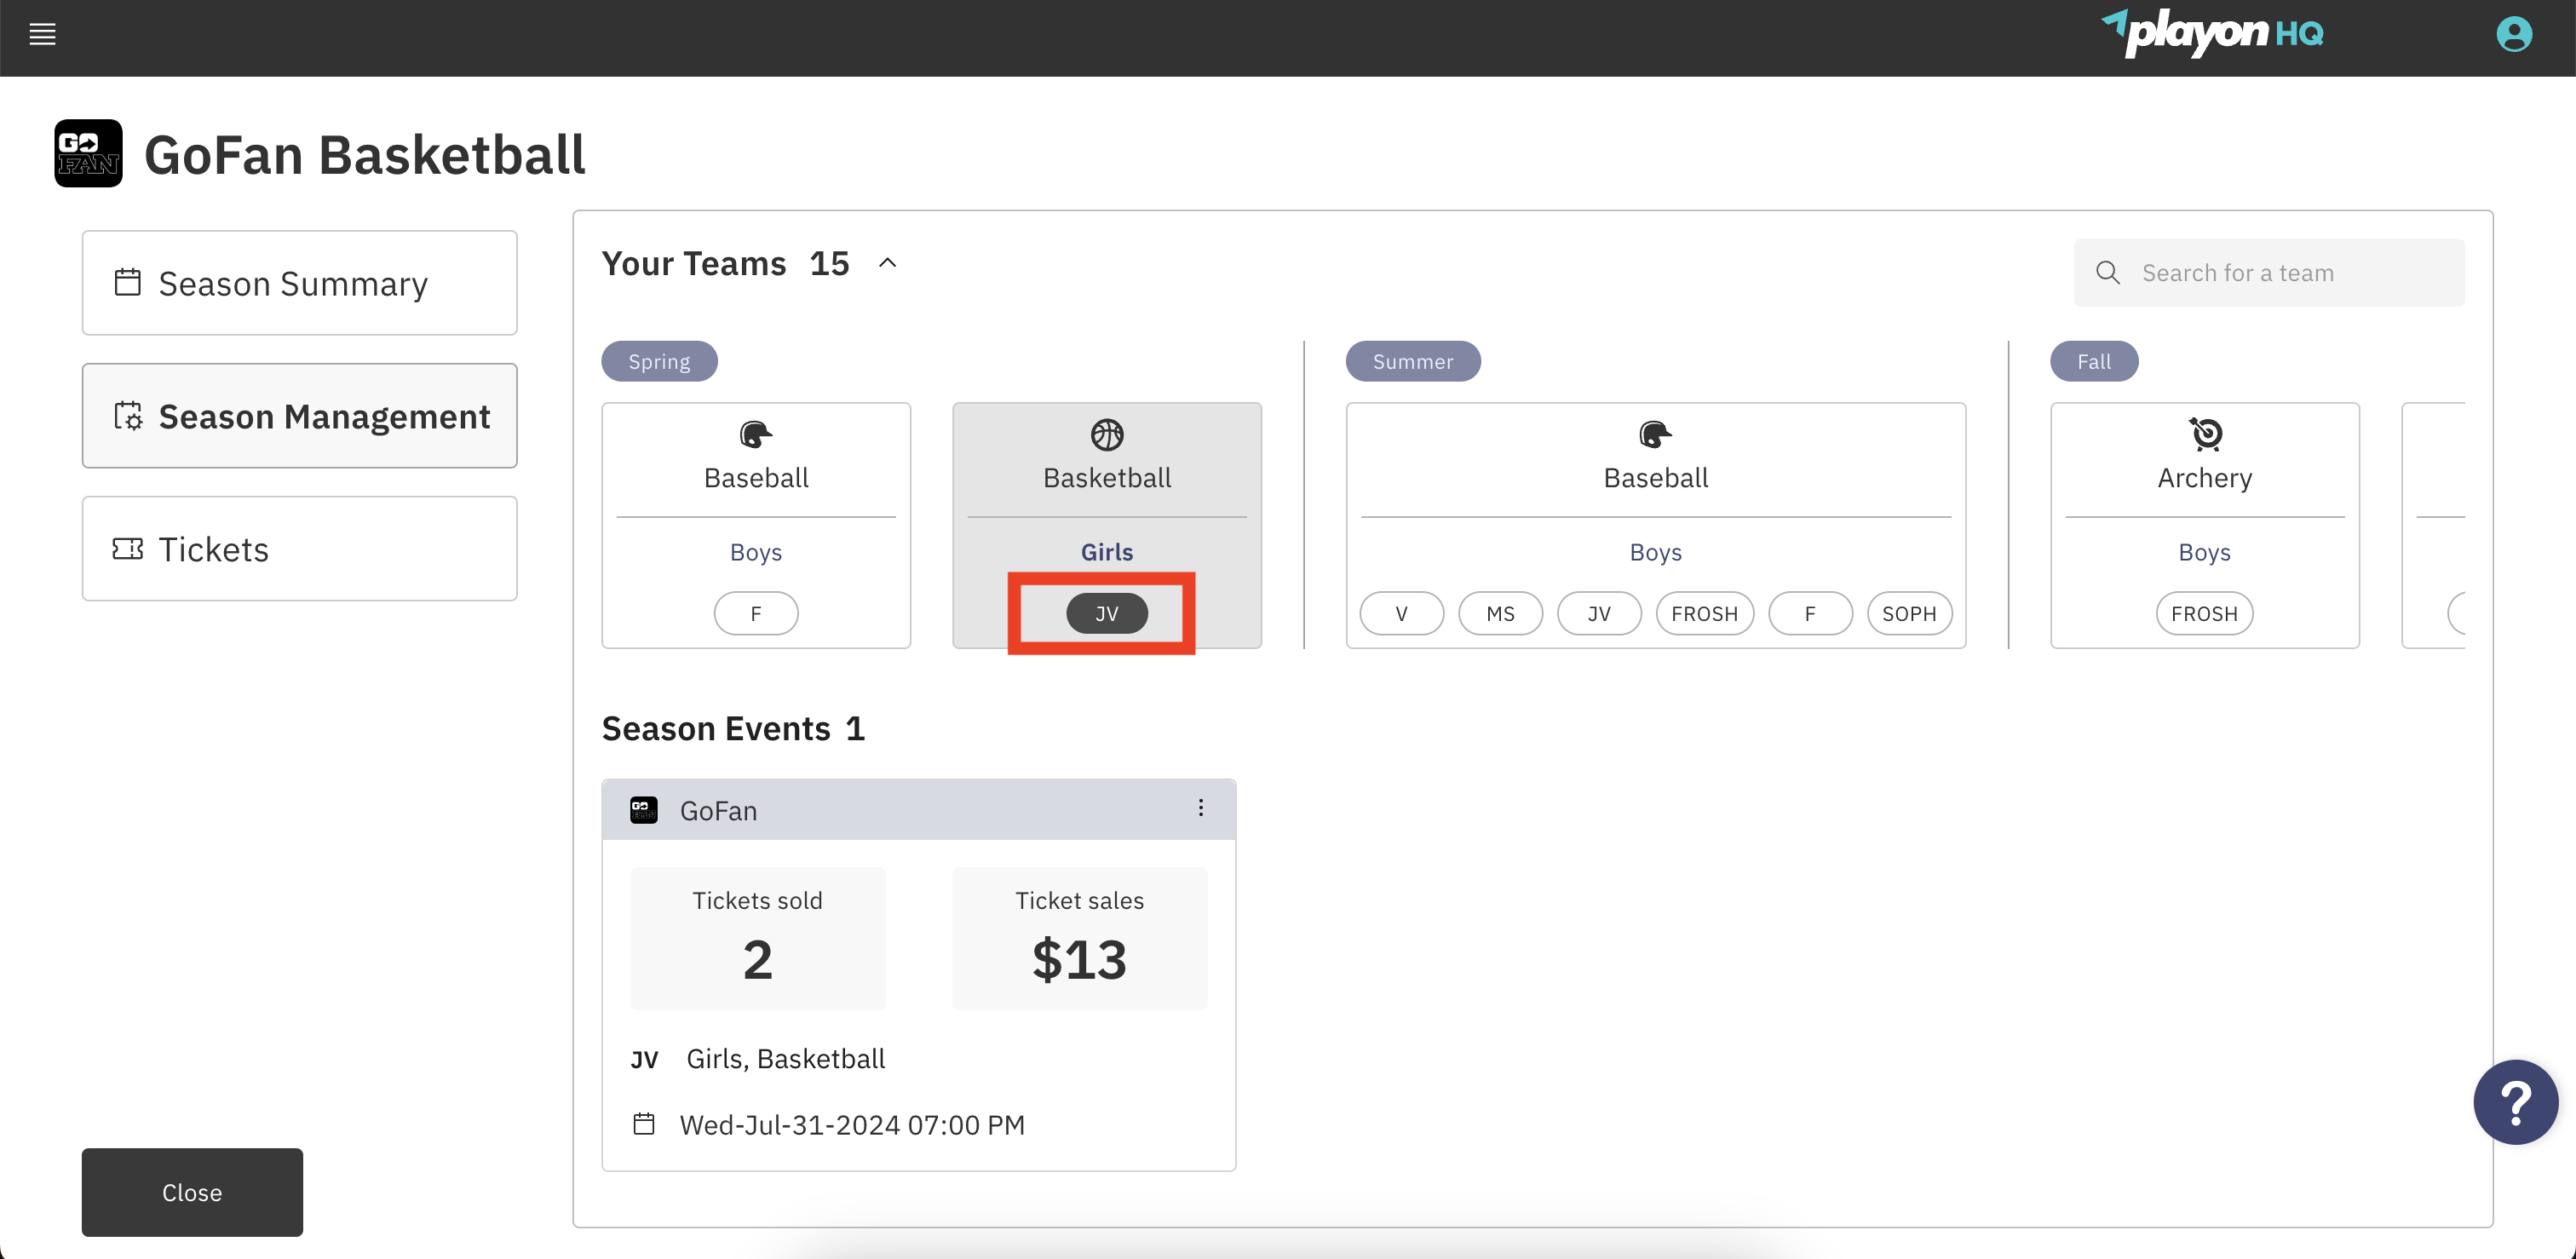 playon HQ
GO FAN GoFan Basketball
Season Summary
Season Management
Tickets
Close
Your Teams 15
Search for a team
Spring
Baseball
Boys
F
Basketball
Girls
JV
Summer
Baseball
Boys
V MS JV FROSH F SOPH
Fall
Archery
Boys
FROSH
Season Events 1
GO GoFan
Tickets sold
2
Ticket sales
$13
JV Girls, Basketball
Wed-Jul-31-2024 07:00 PM
?